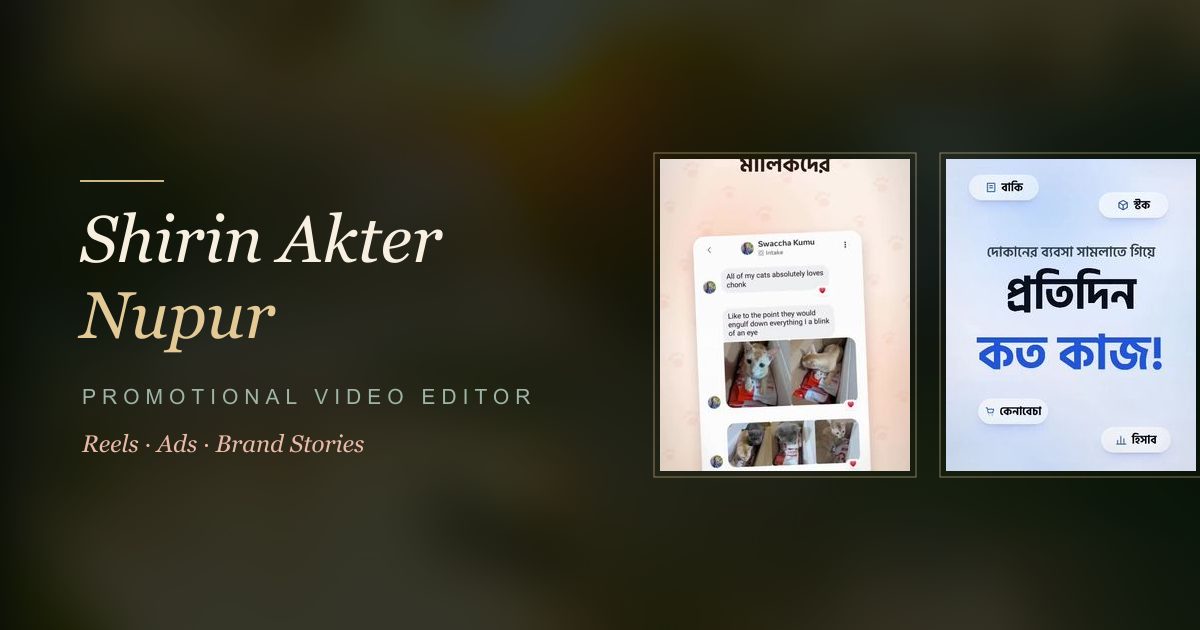 Shirin Akter
Nupur
PROMOTIONAL VIDEO EDITOR
Reels · Ads · Brand Stories
মালিকদের
Swaccha Kumu
Intake
All of my cats absolutely loves
chonk
Like to the point they would
engulf down everything I a blink
of an eye
বাকি
স্টক
দোকানের ব্যবসা সামলাতে গিয়ে
প্রতিদিন
কত কাজ!
কেনাবেচা
হিসাব